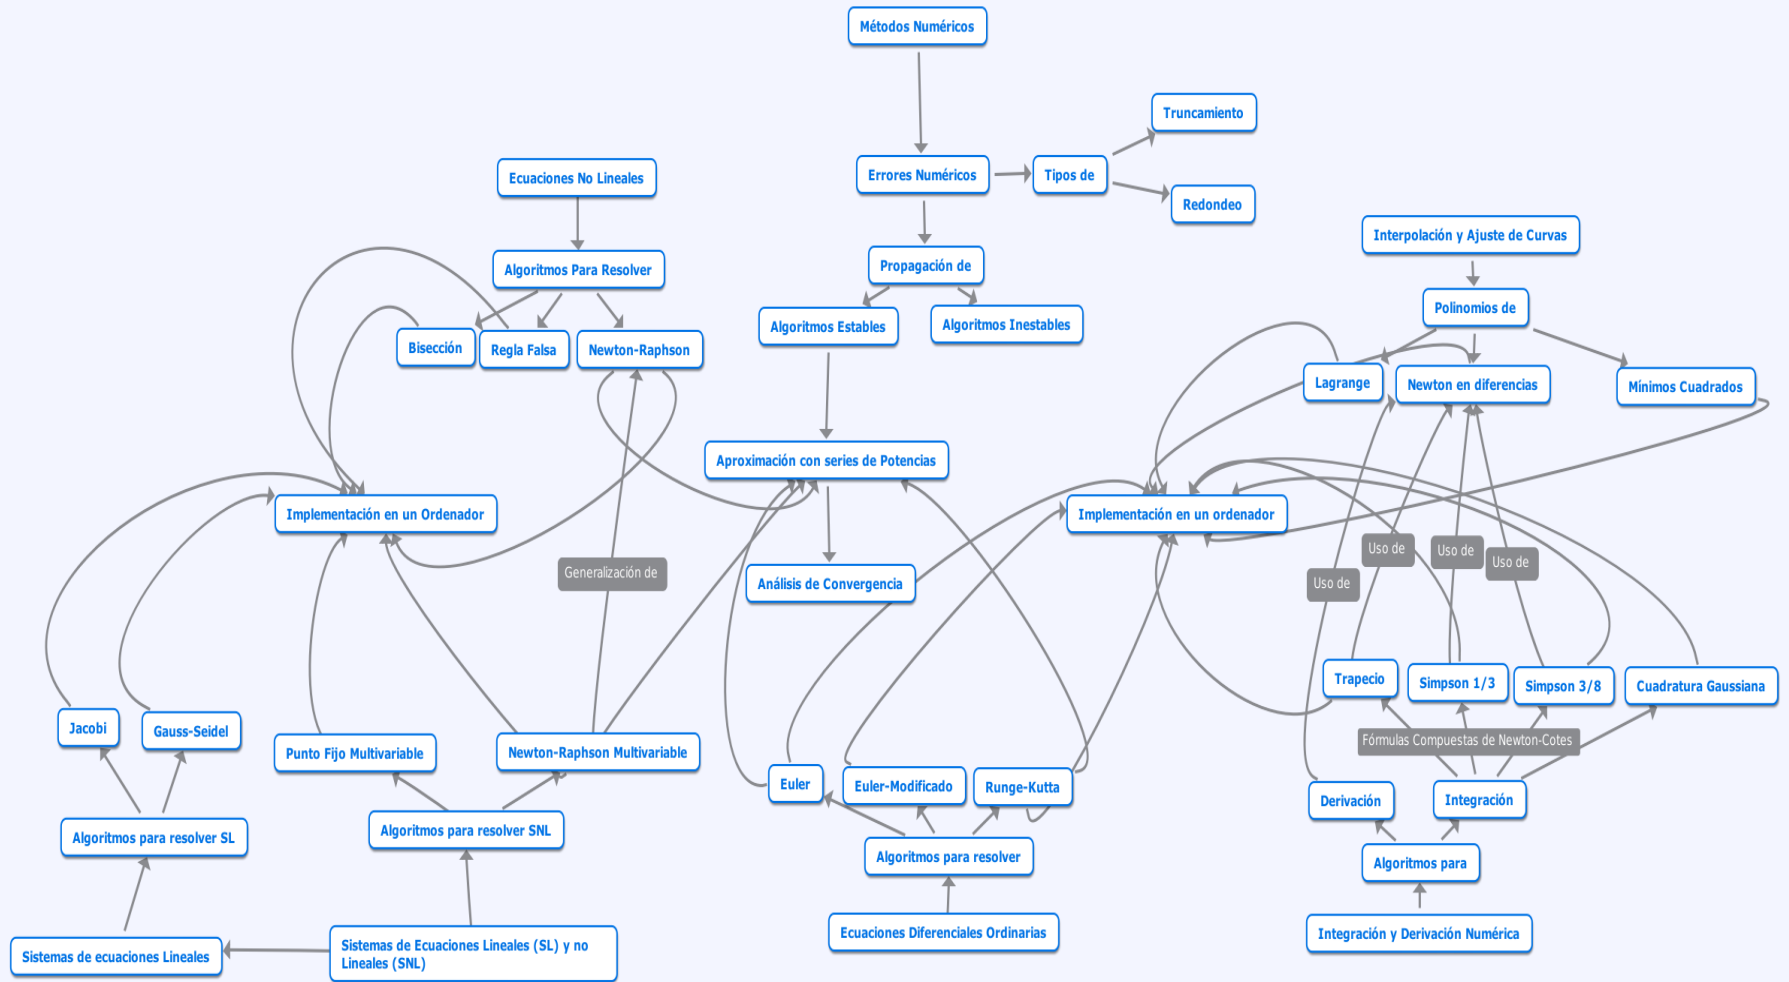 Métodos Numéricos
Truncamiento
Ecuaciones No Lineales
Errores Numéricos
Tipos de
Redondeo
Interpolación y Ajuste de Curvas
Algoritmos Para Resolver
Propagación de
Polinomios de
Algoritmos Estables
Algoritmos Inestables
Bisección
Regla Falsa
Newton-Raphson
Lagrange
Newton en diferencias
Mínimos Cuadrados
Aproximación con series de Potencias
Implementación en un Ordenador
Implementación en un ordenador
Uso de
Uso de
Uso de
Uso de
Generalización de
Análisis de Convergencia
Trapecio
Simpson 1/3
Simpson 3/8
Cuadratura Gaussiana
Jacobi
Gauss-Seidel
Punto Fijo Multivariable
Newton-Raphson Multivariable
Fórmulas Compuestas de Newton-Cotes
Euler
Euler-Modificado
Runge-Kutta
Derivación
Integración
Algoritmos para resolver SL
Algoritmos para resolver SNL
Algoritmos para resolver
Algoritmos para
Sistemas de ecuaciones Lineales
Sistemas de Ecuaciones Lineales (SL) y no
Lineales (SNL)
Ecuaciones Diferenciales Ordinarias
Integración y Derivación Numérica